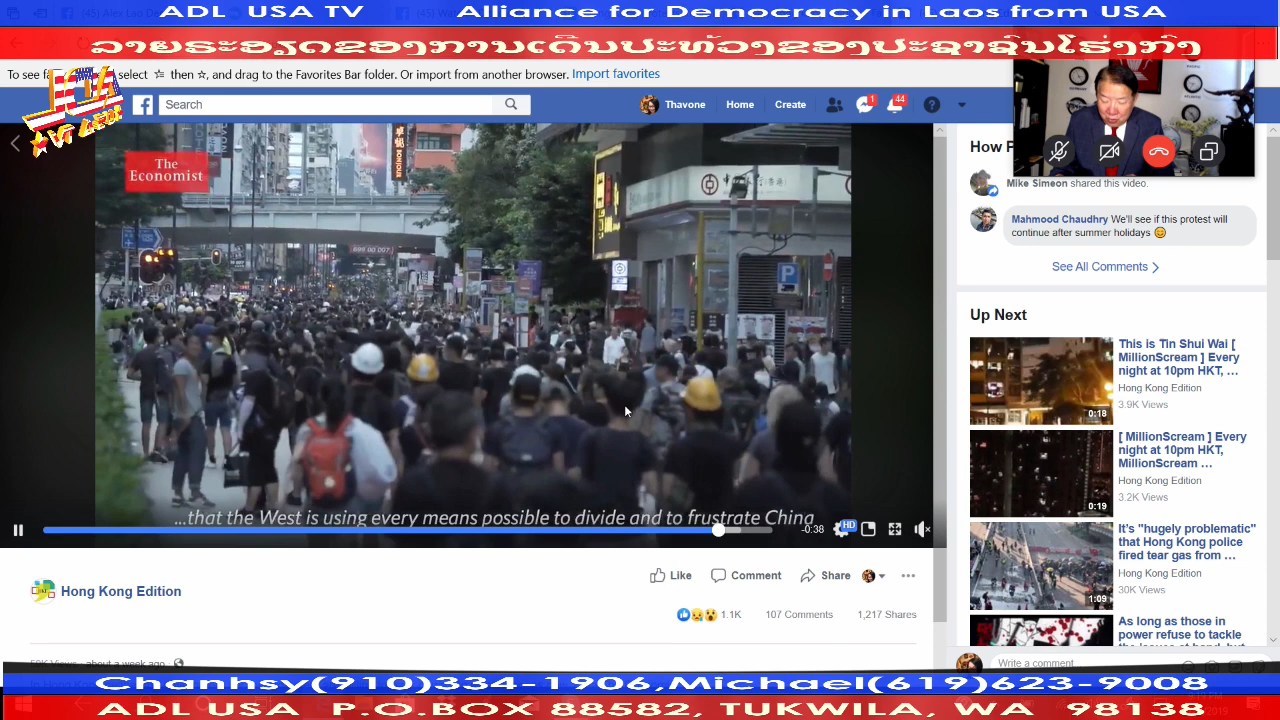 ADL USA TV Alliance for Democracy in Laos from USA
ລາຍຣະອຽດຂອງການເດີນປະທ້ວງຂອງປະຊາຊົນໂຮ່ງກົງ
To see select then ☆, and drag to the Favorites Bar folder. Or import from another browser. Import favorites
Search
Thavone Home Create
1
44
The
Economist
P
...that the West is using every means possible to divide and to frustrate China
-0:38
HD
Hong Kong Edition
Like Comment Share
1.1K 107 Comments 1,217 Shares
Mike Simeon shared this video.
Mahmood Chaudhry We'll see if this protest will
continue after summer holidays
See All Comments
Up Next
This is Tin Shui Wai [
MillionScream ] Every
night at 10pm HKT, ...
Hong Kong Edition
3.9K Views
0:18
[ MillionScream ] Every
night at 10pm HKT,
MillionScream ...
Hong Kong Edition
3.2K Views
0:19
It's "hugely problematic"
that Hong Kong police
fired tear gas from ...
Hong Kong Edition
30K Views
1:09
As long as those in
power refuse to tackle
Write a comment...
Chanhsy(910)334-1906,Michael(619)623-9008
ADL USA P.O.BOX 88582, TUKWILA, WA 98138